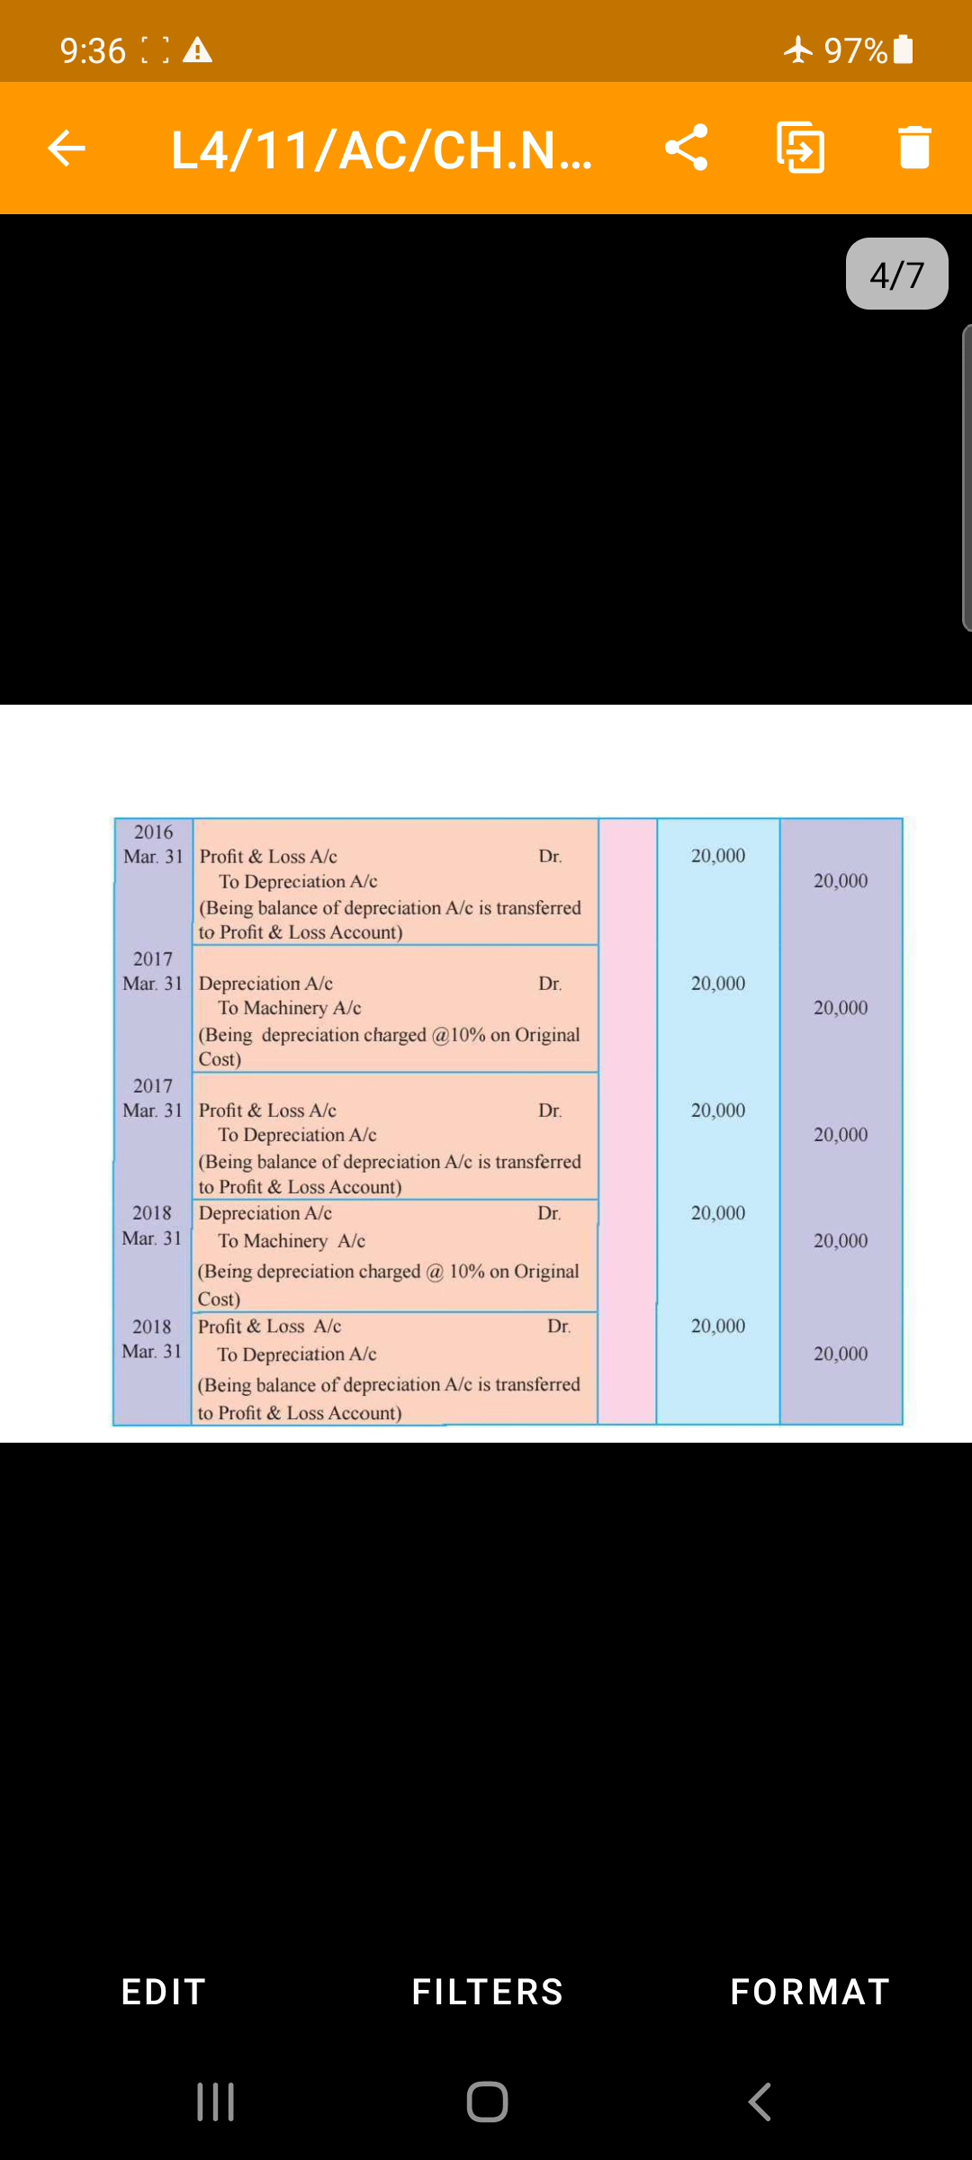 9:36 97%
L4/11/AC/CH.N...
4/7
2016
Mar. 31 Profit & Loss A/c Dr. 20,000
To Depreciation A/c 20,000
(Being balance of depreciation A/c is transferred
to Profit & Loss Account)
2017
Mar. 31 Depreciation A/c Dr. 20,000
To Machinery A/c 20,000
(Being depreciation charged @10% on Original
Cost)
2017
Mar. 31 Profit & Loss A/c Dr. 20,000
To Depreciation A/c 20,000
(Being balance of depreciation A/c is transferred
to Profit & Loss Account)
2018 Depreciation A/c Dr. 20,000
Mar. 31 To Machinery A/c 20,000
(Being depreciation charged @ 10% on Original
Cost)
2018 Profit & Loss A/c Dr. 20,000
Mar. 31 To Depreciation A/c 20,000
(Being balance of depreciation A/c is transferred
to Profit & Loss Account)
EDIT FILTERS FORMAT